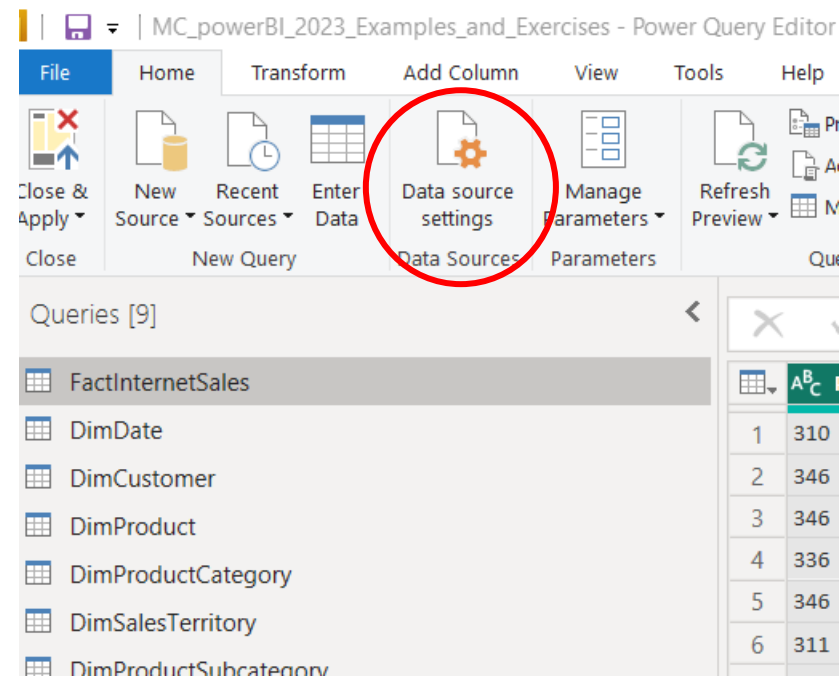 MC_powerBI_2023_Examples_and_Exercises - Power Query Editor
File Home Transform Add Column View Tools Help
Close & Apply
New Source
Recent Sources
Enter Data
Data source settings
Manage Parameters
Refresh Preview
Close New Query Data Sources Parameters
Queries [9]
FactInternetSales
DimDate
DimCustomer
DimProduct
DimProductCategory
DimSalesTerritory
DimProductSubcategory
ABC
1 310
2 346
3 346
4 336
5 346
6 311